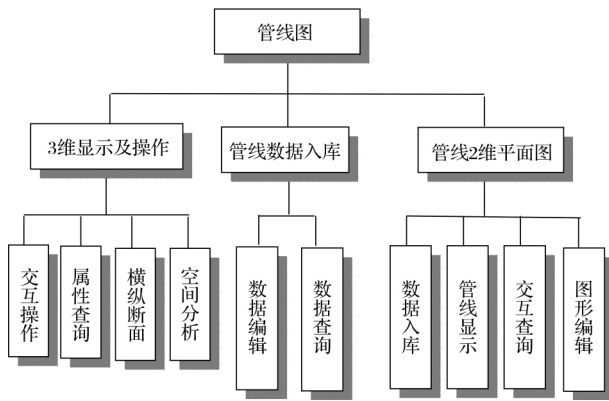 管线图
3维显示及操作
管线数据入库
管线2维平面图
交互操作
属性查询
横纵断面
空间分析
数据编辑
数据查询
数据入库
管线显示
交互查询
图形编辑